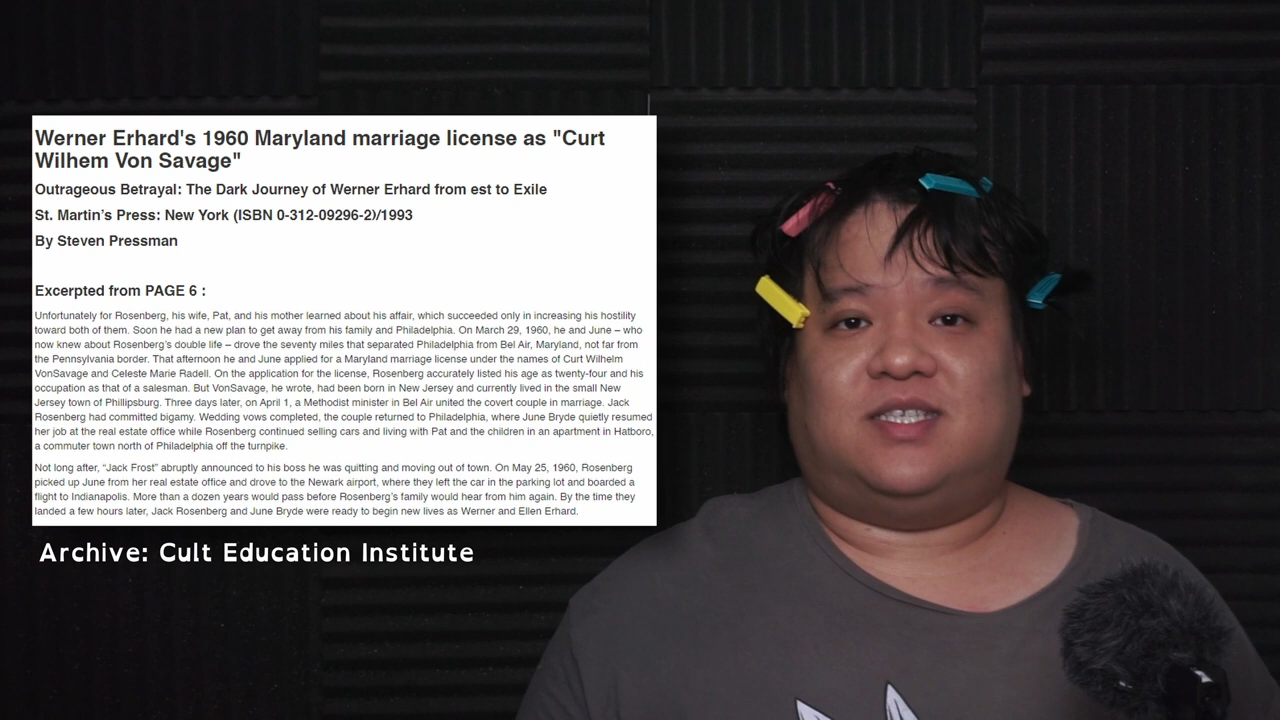 Werner Erhard's 1960 Maryland marriage license as "Curt
Wilhem Von Savage"
Outrageous Betrayal: The Dark Journey of Werner Erhard from est to Exile
St. Martin's Press: New York (ISBN 0-312-09296-2)/1993
By Steven Pressman
Excerpted from PAGE 6 :
Unfortunately for Rosenberg, his wife, Pat, and his mother learned about his affair, which succeeded only in increasing his hostility
toward both of them. Soon he had a new plan to get away from his family and Philadelphia. On March 29, 1960, he and June – who
now knew about Rosenberg's double life – drove the seventy miles that separated Philadelphia from Bel Air, Maryland, not far from
the Pennsylvania border. That afternoon he and June applied for a Maryland marriage license under the names of Curt Wilhelm
VonSavage and Celeste Marie Radell. On the application for the license, Rosenberg accurately listed his age as twenty-four and his
occupation as that of a salesman. But VonSavage, he wrote, had been born in New Jersey and currently lived in the small New
Jersey town of Phillipsburg. Three days later, on April 1, a Methodist minister in Bel Air united the covert couple in marriage. Jack
Rosenberg had committed bigamy. Wedding vows completed, the couple returned to Philadelphia, where June Bryde quietly resumed
her job at the real estate office while Rosenberg continued selling cars and living with Pat and the children in an apartment in Hatboro,
a commuter town north of Philadelphia off the turnpike.
Not long after, “Jack Frost” abruptly announced to his boss he was quitting and moving out of town. On May 25, 1960, Rosenberg
picked up June from her real estate office and drove to the Newark airport, where they left the car in the parking lot and boarded a
flight to Indianapolis. More than a dozen years would pass before Rosenberg's family would hear from him again. By the time they
landed a few hours later, Jack Rosenberg and June Bryde were ready to begin new lives as Werner and Ellen Erhard.
Archive: Cult Education Institute